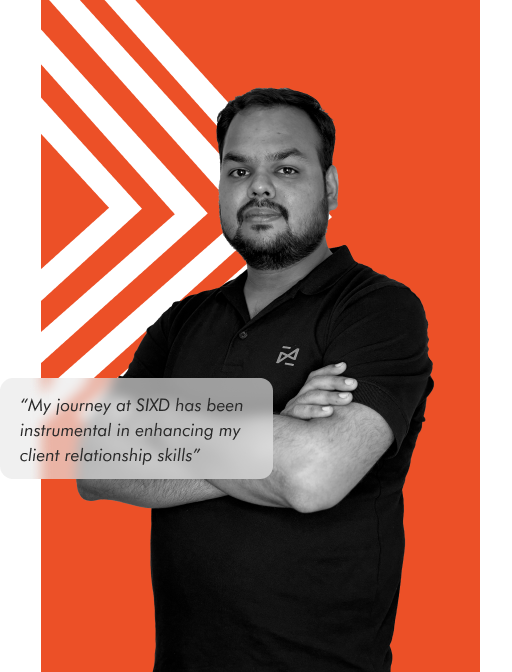 “My journey at SIXD has been
instrumental in enhancing my
client relationship skills”